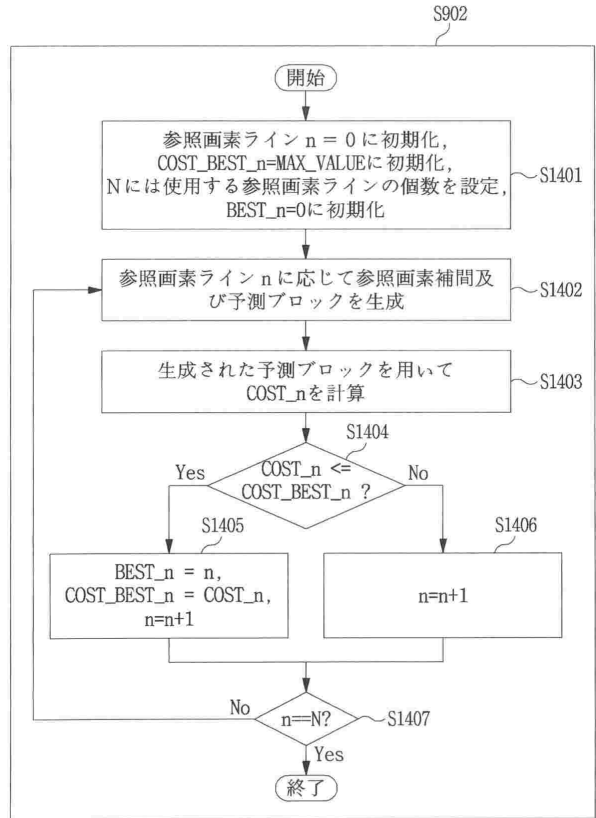 S902
開始
参照画素ライン n = 0 に初期化,
COST_BEST_n=MAX_VALUEに初期化,
Nには使用する参照画素ラインの個数を設定,
BEST_n=0に初期化
S1401
参照画素ライン n に応じて参照画素補間及
び予測ブロックを生成
S1402
生成された予測ブロックを用いて
COST_nを計算
S1403
S1404
COST_n <=
COST_BEST_n ?
Yes
No
S1405
BEST_n = n,
COST_BEST_n = COST_n,
n=n+1
S1406
n=n+1
No
n==N?
S1407
Yes
終了